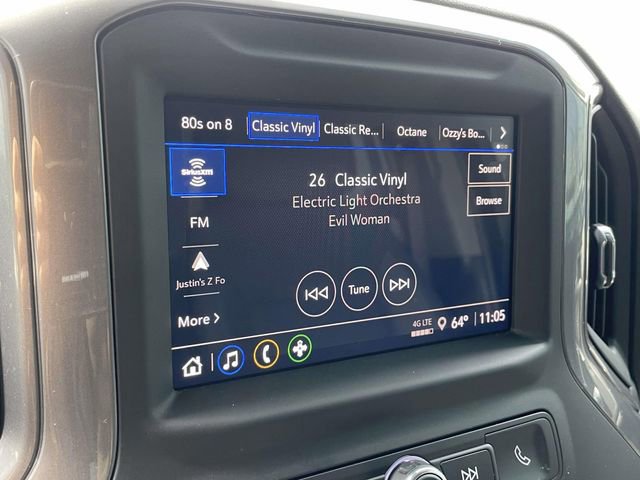 80s on 8 Classic Vinyl Classic Re... Octane Ozzy's Bo...
SiriusXM
26 Classic Vinyl
Electric Light Orchestra
Evil Woman
Sound
Browse
FM
Justin's Z Fo
More
Tune
4G LTE 64° 11:05